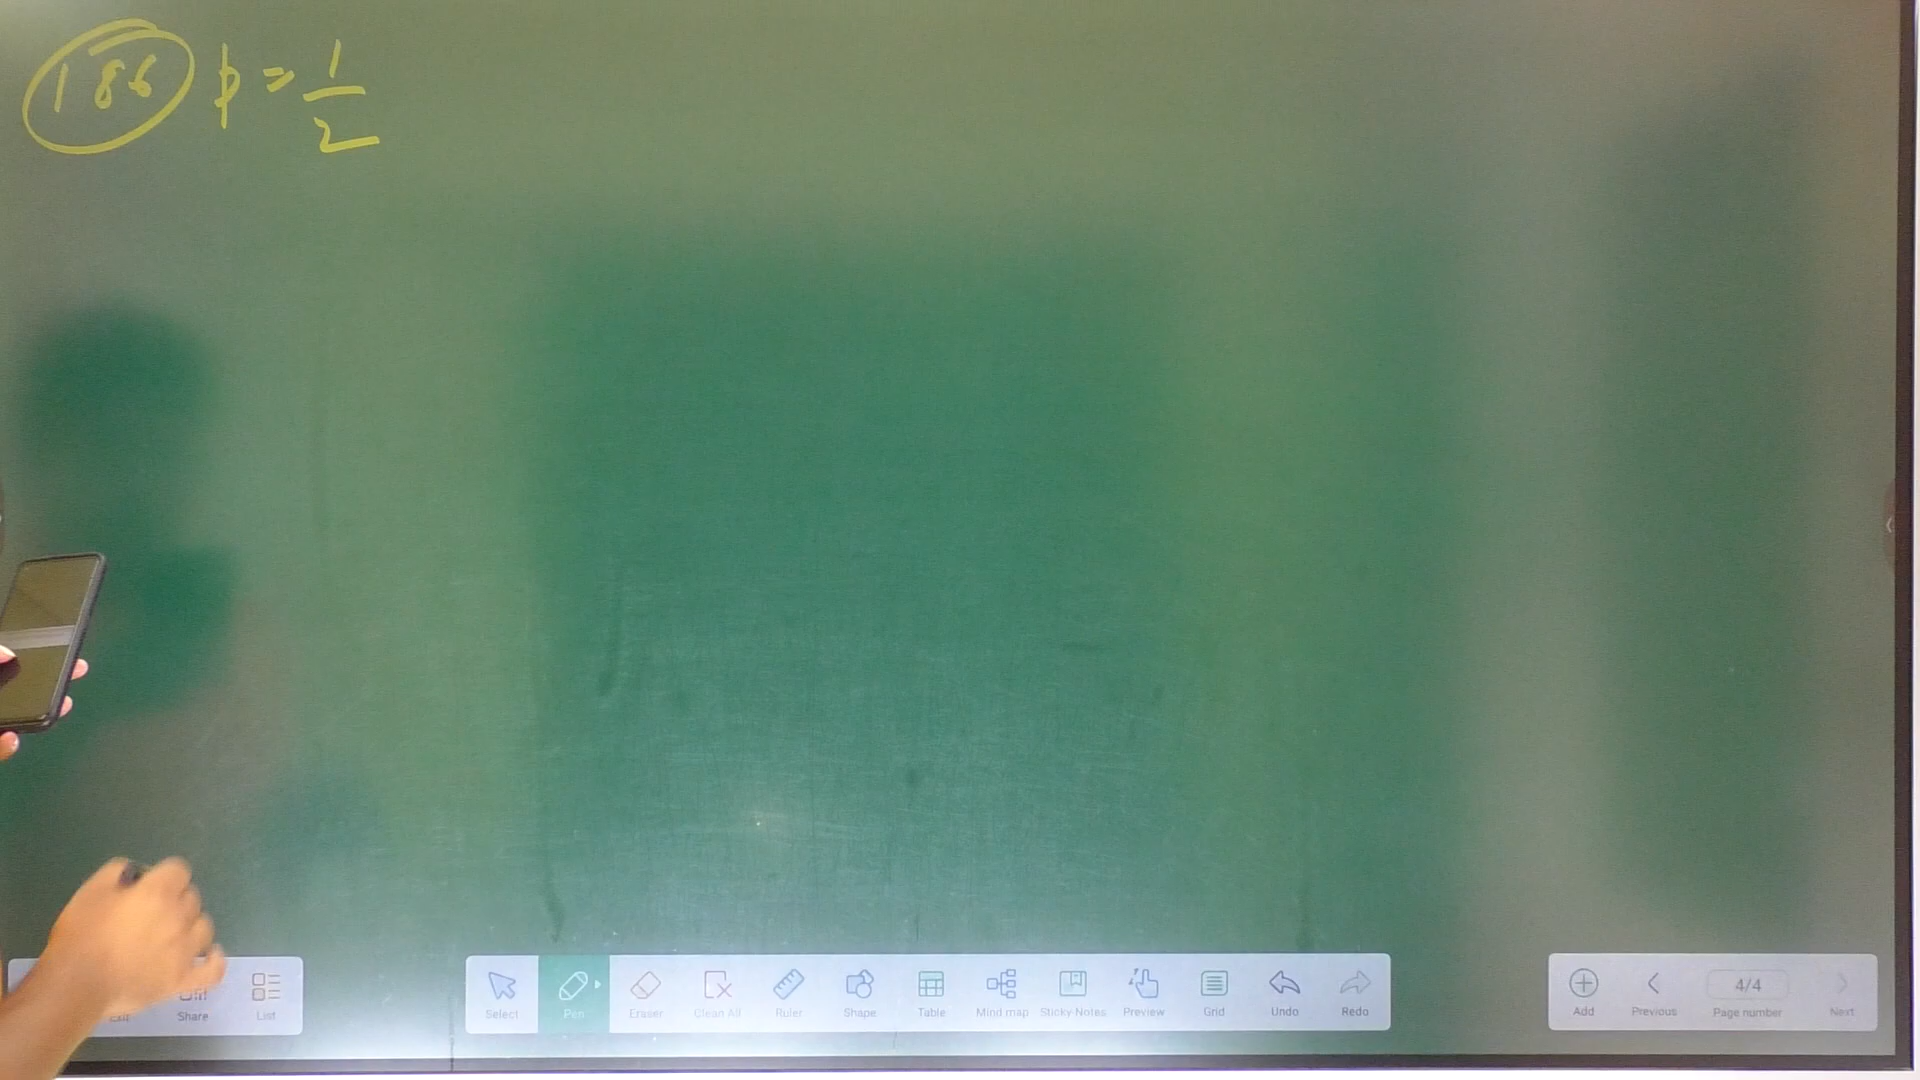 186 p = 1/2
Share List Select Pen Eraser Clean All Ruler Shape Table Mind map Sticky Notes Preview Grid Undo Redo Add Previous 4/4 Page number Next